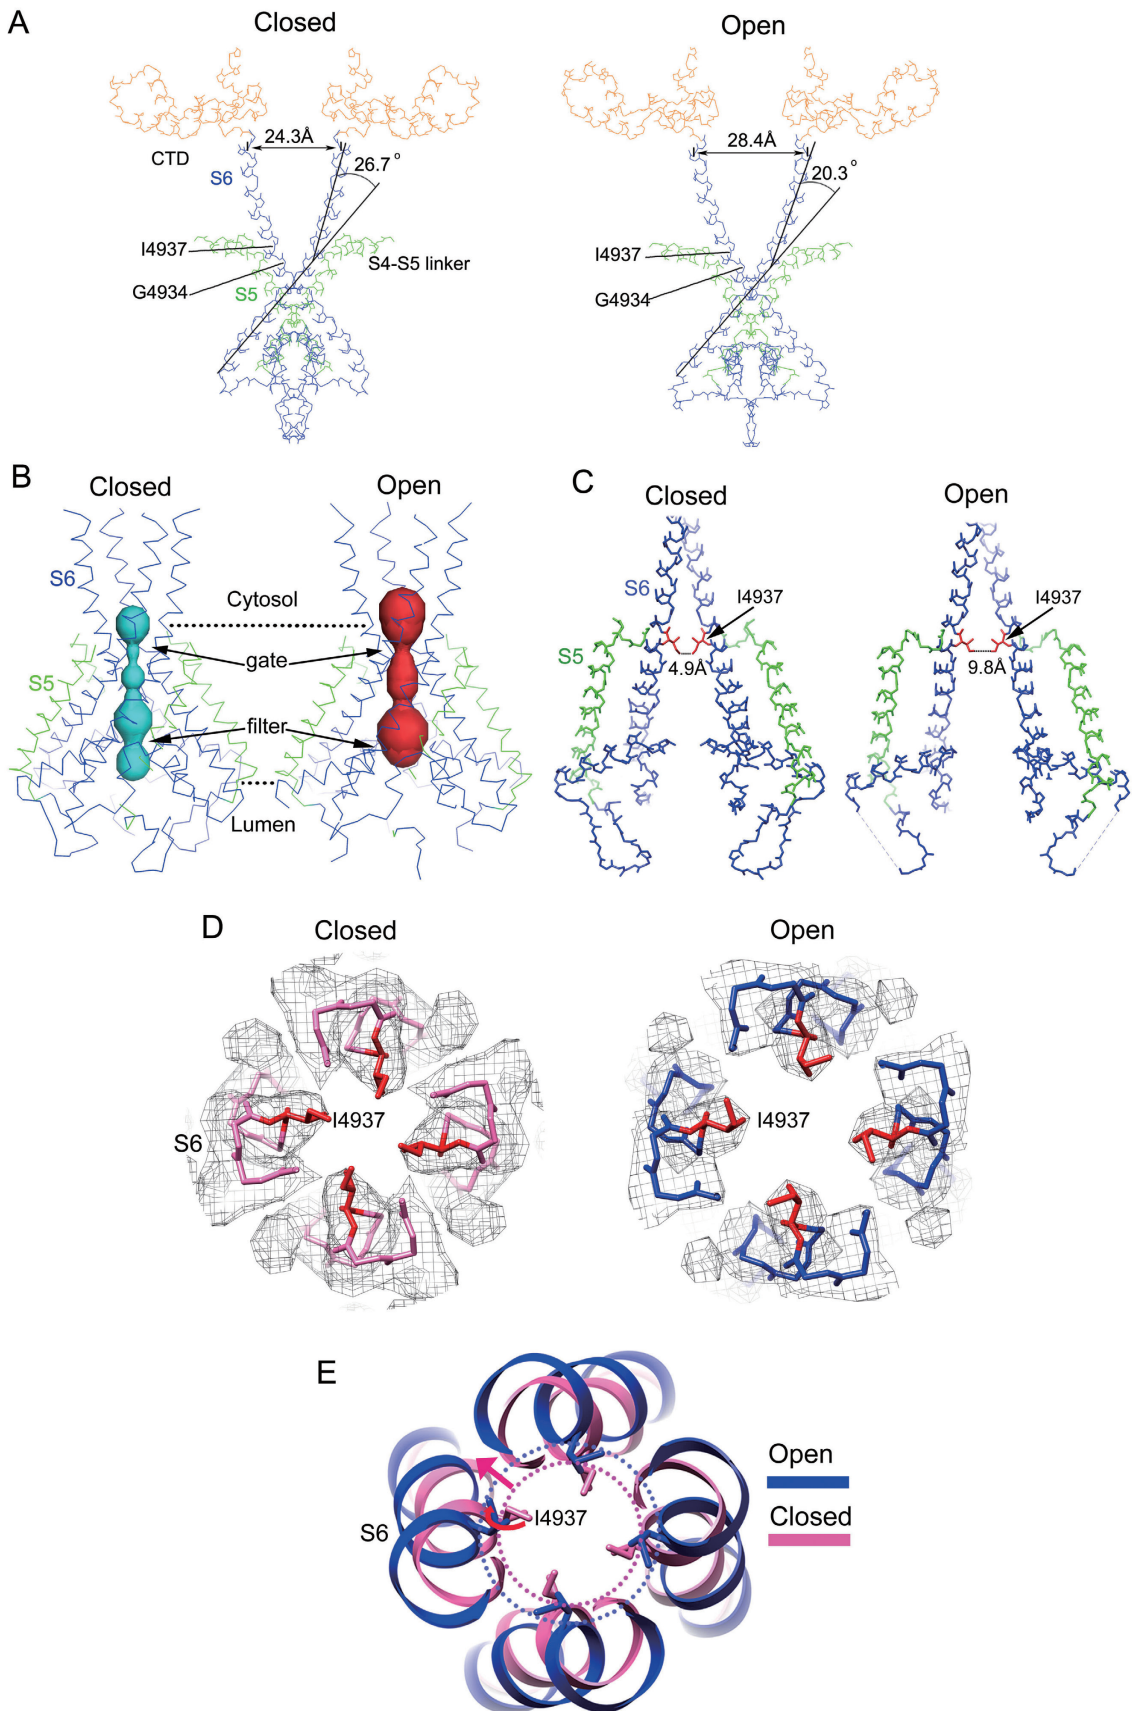 A
Closed
Open
24.3Å
28.4Å
CTD
S6
26.7°
20.3°
I4937
S4-S5 linker
G4934
S5
I4937
G4934
B
Closed
Open
S6
Cytosol
gate
S5
filter
Lumen
C
Closed
Open
S6
I4937
I4937
S5
4.9Å
9.8Å
D
Closed
Open
I4937
S6
I4937
E
Open
Closed
I4937
S6